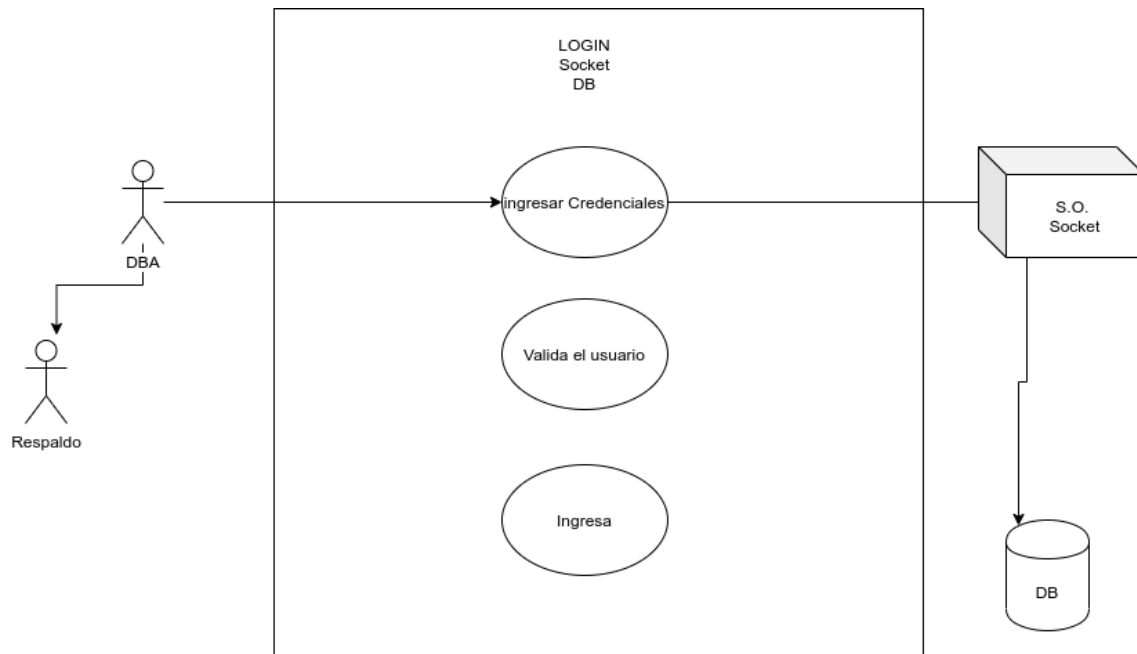 LOGIN
Socket
DB
ingresar Credenciales
S.O.
Socket
DBA
Valida el usuario
Respaldo
Ingresa
DB